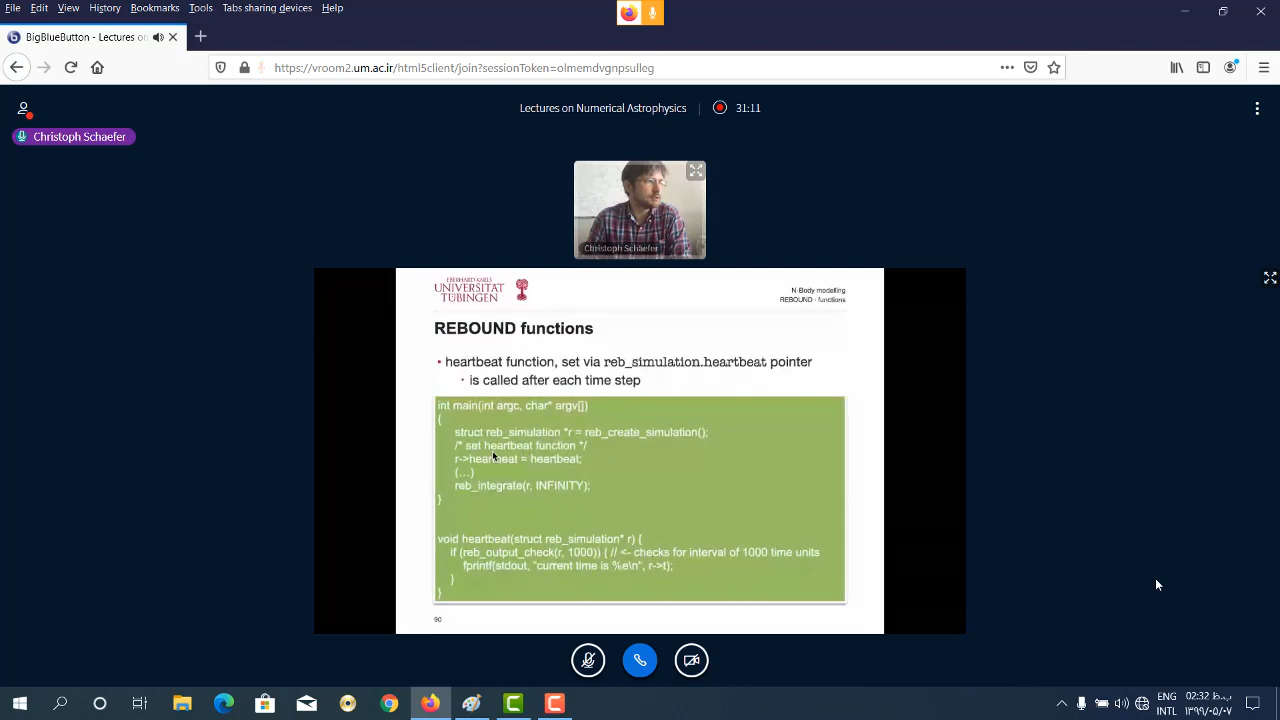 File Edit View History Bookmarks Tools Tabs sharing devices Help
BigBlueButton - Lectures on
https://vroom2.um.ac.ir/html5client/join?sessionToken=olmemdvgnpsulleg
Lectures on Numerical Astrophysics
31:11
Christoph Schaefer
Christoph Schaefer
EBERHARD KARLS
UNIVERSITÄT
TÜBINGEN
N-Body modelling
REBOUND - functions
REBOUND functions
• heartbeat function, set via reb_simulation.heartbeat pointer
‣ is called after each time step
int main(int argc, char* argv[])
{
struct reb_simulation *r = reb_create_simulation();
/* set heartbeat function */
r->heartbeat = heartbeat;
(...)
reb_integrate(r, INFINITY);
}
void heartbeat(struct reb_simulation* r) {
if (reb_output_check(r, 1000)) { // <- checks for interval of 1000 time units
fprintf(stdout, "current time is %e\n", r->t);
}
}
90
ENG
INTL
02:32 ب.ظ
۱۳۹۹/۰۵/۰۷